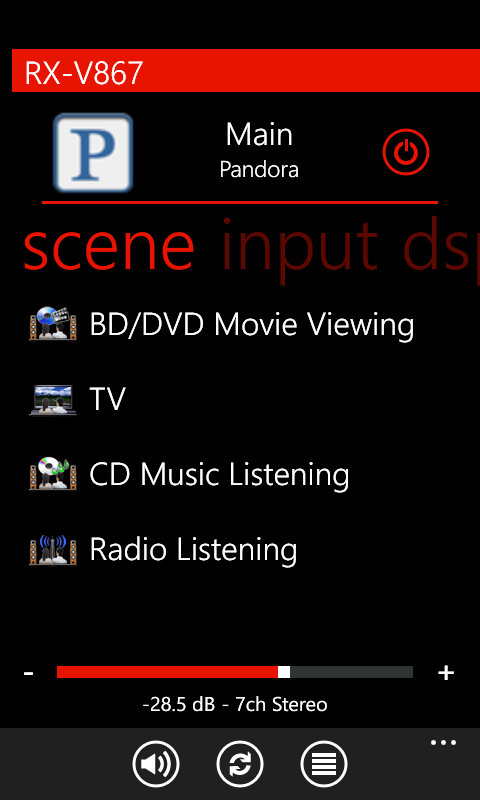 RX-V867
P
Main
Pandora
scene input dsp
BD/DVD Movie Viewing
TV
CD Music Listening
Radio Listening
- +
-28.5 dB - 7ch Stereo
...